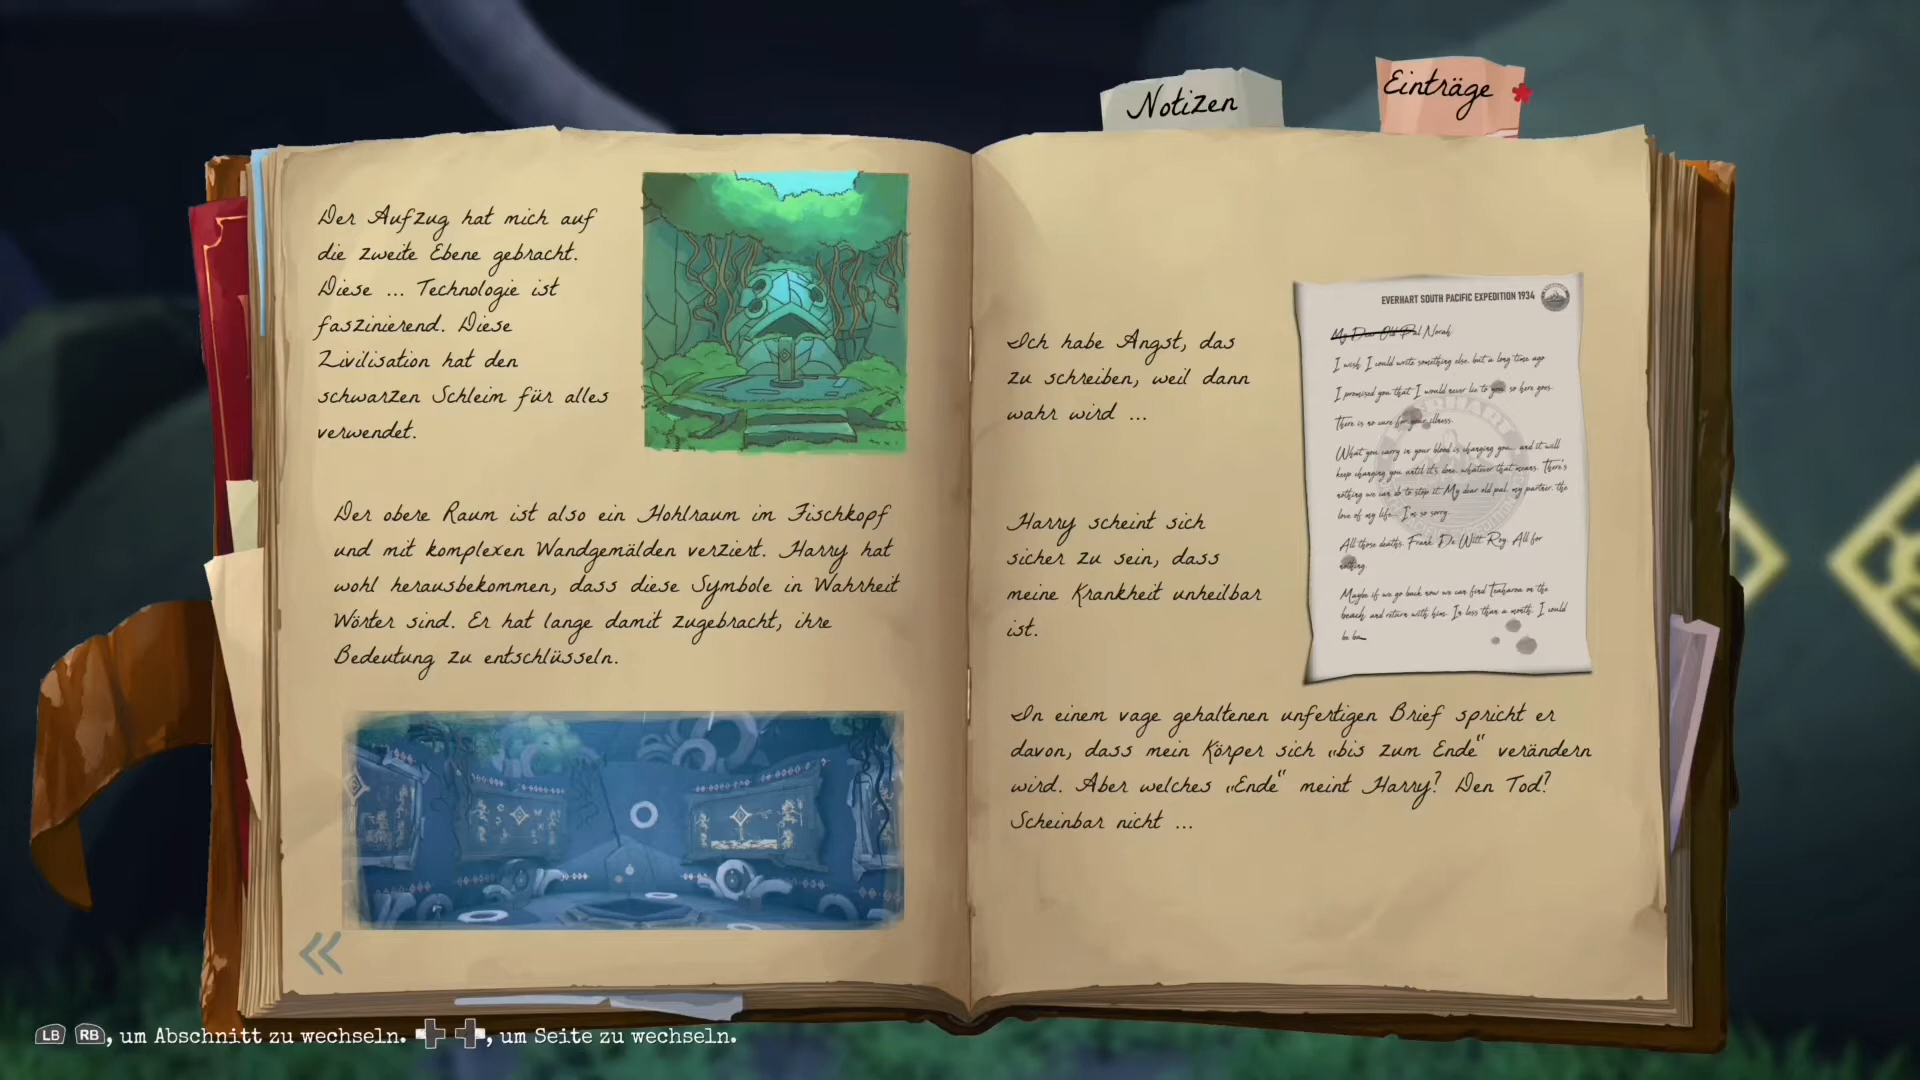 Notizen
Einträge *
Der Aufzug hat mich auf
die zweite Ebene gebracht.
Diese ... Technologie ist
faszinierend. Diese
Zivilisation hat den
schwarzen Schleim für alles
verwendet.
Der obere Raum ist also ein Hohlraum im Fischkopf
und mit komplexen Wandgemälden verziert. Harry hat
wohl herausbekommen, dass diese Symbole in Wahrheit
Wörter sind. Er hat lange damit zugebracht, ihre
Bedeutung zu entschlüsseln.
Ich habe Angst, das
zu schreiben, weil dann
wahr wird ...
Harry scheint sich
sicher zu sein, dass
meine Krankheit unheilbar
ist.
EVERHART SOUTH PACIFIC EXPEDITION 1934
My Dear Old Pal Norah
I wish I could write something else, but a long time ago
I promised you that I would never lie to you, so here goes.
There is no cure for your illness.
What you carry in your blood is changing you... and it will
keep changing you until it's done, whatever that means. There's
nothing we can do to stop it. My dear old pal, my partner, the
love of my life... I'm so sorry.
All those deaths. Frank, De Witt, Roy. All for
nothing.
Maybe if we go back now we can find Teaharoa on the
beach, and return with him. In less than a month, I would
be ba
In einem vage gehaltenen unfertigen Brief spricht er
davon, dass mein Körper sich „bis zum Ende“ verändern
wird. Aber welches „Ende“ meint Harry? Den Tod?
Scheinbar nicht ...
LB RB, um Abschnitt zu wechseln. , um Seite zu wechseln.